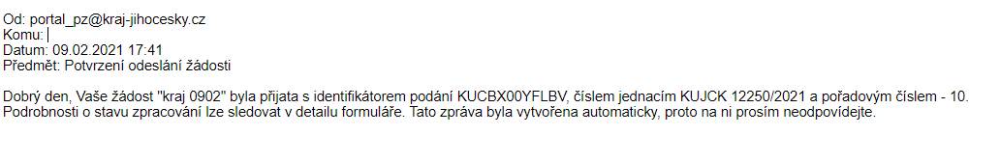 Od: portal_pz@kraj-jihocesky.cz
Komu:
Datum: 09.02.2021 17:41
Předmět: Potvrzení odeslání žádosti
Dobrý den, Vaše žádost "kraj 0902" byla přijata s identifikátorem podání KUCBX00YFLBV, číslem jednacím KUJCK 12250/2021 a pořadovým číslem - 10.
Podrobnosti o stavu zpracování lze sledovat v detailu formuláře. Tato zpráva byla vytvořena automaticky, proto na ni prosím neodpovídejte.